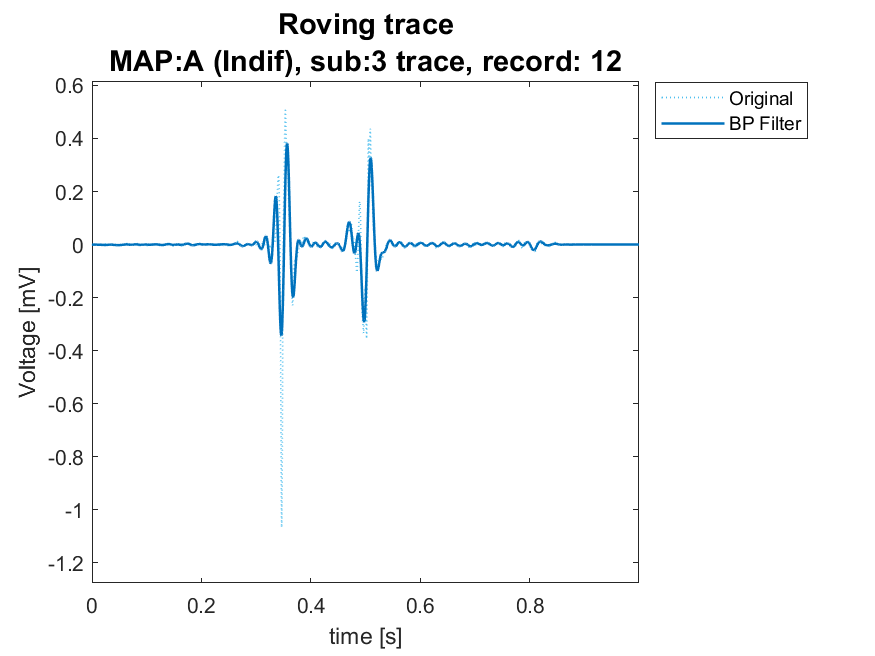 Roving trace
MAP:A (Indif), sub:3 trace, record: 12
Original
BP Filter
0.6
0.4
0.2
0
-0.2
-0.4
-0.6
-0.8
-1
-1.2
Voltage [mV]
0
0.2
0.4
0.6
0.8
time [s]